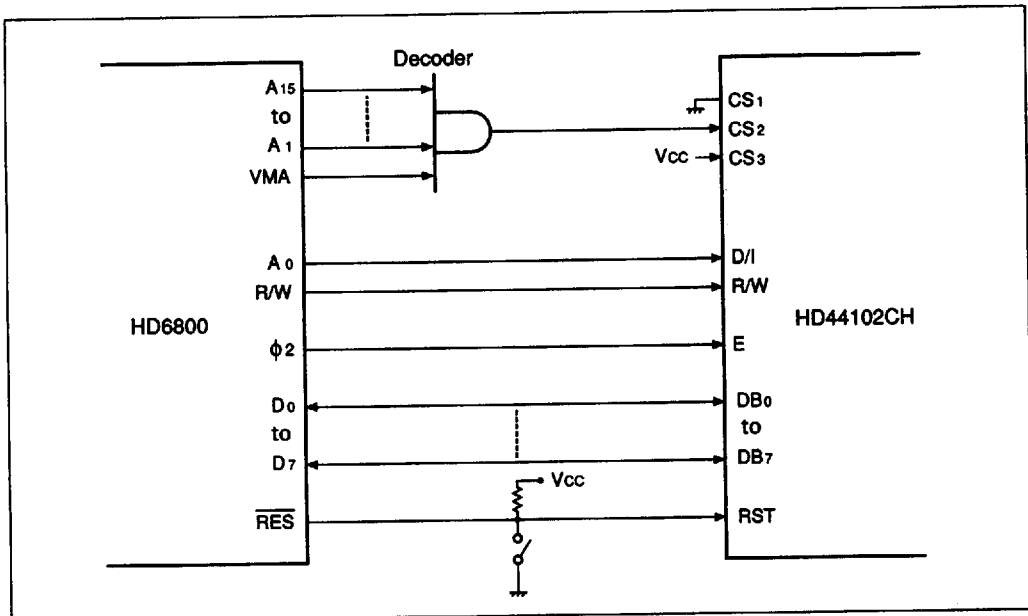 Decoder
A15
to
A1
VMA
A0
R/W
HD6800
ϕ2
D0
to
D7
RES
CS1
CS2
Vcc
CS3
D/I
R/W
HD44102CH
E
DB0
to
DB7
Vcc
RST